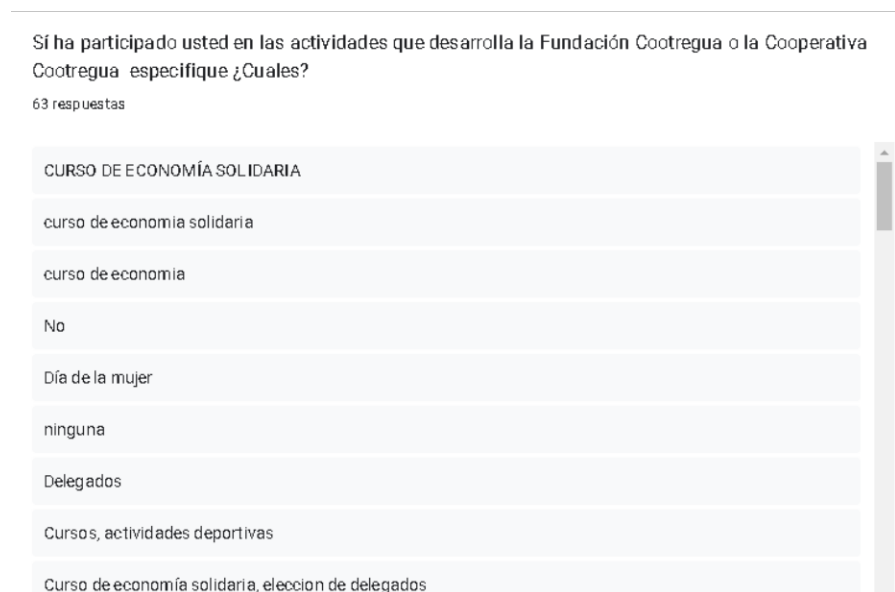 Sí ha participado usted en las actividades que desarrolla la Fundación Cootregua o la Cooperativa
Cootregua especifique ¿Cuales?
63 respuestas
CURSO DE ECONOMÍA SOLIDARIA
curso de economia solidaria
curso de economia
No
Día de la mujer
ninguna
Delegados
Cursos, actividades deportivas
Curso de economía solidaria, eleccion de delegados